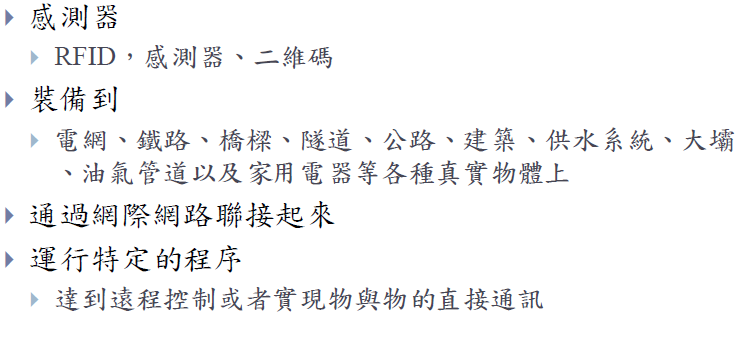 感測器
RFID，感測器、二維碼
裝備到
電網、鐵路、橋樑、隧道、公路、建築、供水系統、大壩
、油氣管道以及家用電器等各種真實物體上
通過網際網路聯接起來
運行特定的程序
達到遠程控制或者實現物與物的直接通訊